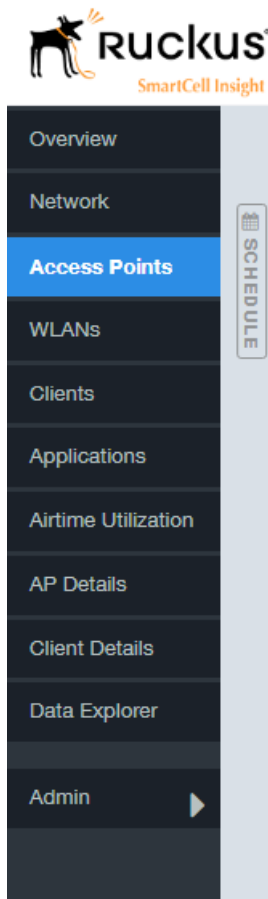 RUCKUS
SmartCell Insight
Overview
Network
Access Points
WLANs
Clients
Applications
Airtime Utilization
AP Details
Client Details
Data Explorer
Admin
SCHEDULE